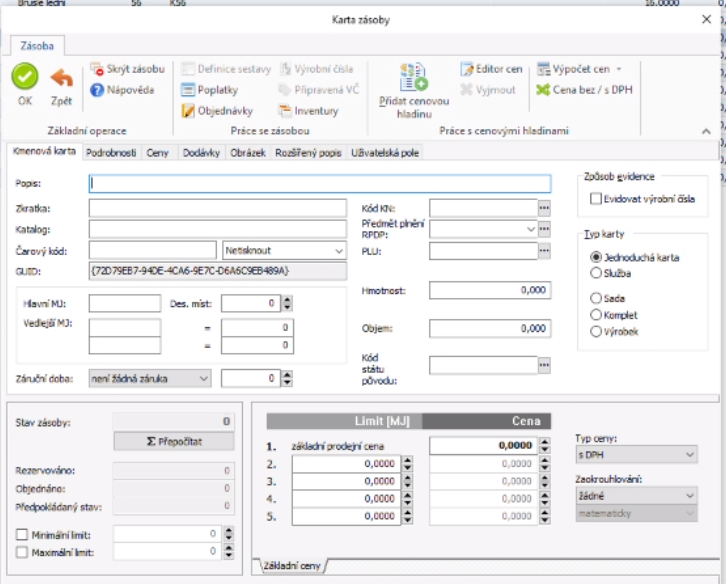 Brusle lední 56 K56 16.0000
Karta zásoby
Zásoba
OK
Zpět
Skrýt zásobu
Nápověda
Základní operace
Definice sestavy
Poplatky
Objednávky
Výrobní čísla
Připravená VČ
Inventury
Práce se zásobou
Přidat cenovou
hladinu
Editor cen
Vyjmout
Výpočet cen
Cena bez / s DPH
Práce s cenovými hladinami
Kmenová karta Podrobnosti Ceny Dodávky Obrázek Rozšířený popis Uživatelská pole
Popis:
Zkratka:
Katalog:
Čarový kód: Netisknout
GUID: {72D79EB7-94DE-4CA6-9E7C-D6A6C9EB489A}
Kód KN:
Předmět plnění
RPDP:
PLU:
Hlavní MJ: Des. míst: 0
Vedlejší MJ: = 0
= 0
Hmotnost: 0,000
Objem: 0,000
Kód
státu
původu:
Záruční doba: není žádná záruka 0
Způsob evidence
Evidovat výrobní čísla
Typ karty
Jednoduchá karta
Služba
Sada
Komplet
Výrobek
Stav zásoby: 0
Σ Přepočítat
Rezervováno: 0
Objednáno: 0
Předpokládaný stav: 0
Minimální limit: 0
Maximální limit: 0
Limit [MJ] Cena
1. základní prodejní cena 0,0000
2. 0,0000 0,0000
3. 0,0000 0,0000
4. 0,0000 0,0000
5. 0,0000 0,0000
Základní ceny
Typ ceny:
s DPH
Zaokrouhlování:
žádné
matematicky